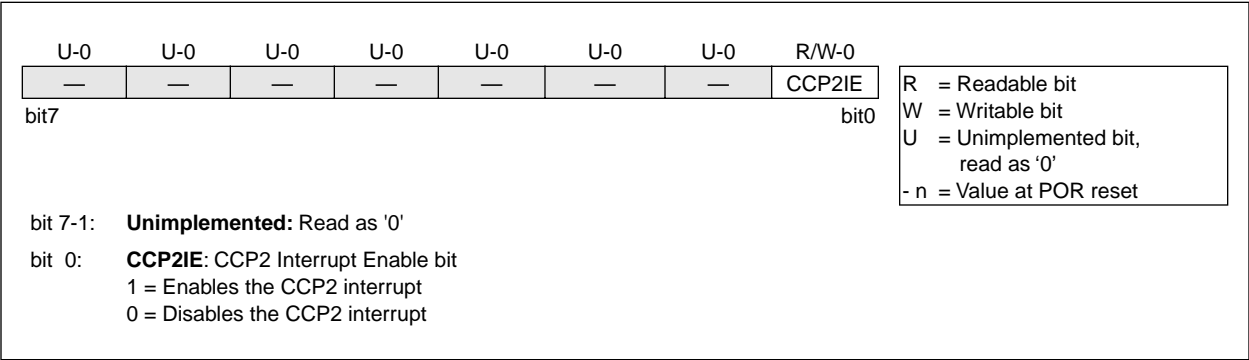 U-0 U-0 U-0 U-0 U-0 U-0 U-0 R/W-0
— — — — — — — CCP2IE
bit7 bit0
R = Readable bit
W = Writable bit
U = Unimplemented bit,
read as ‘0’
- n = Value at POR reset
bit 7-1: Unimplemented: Read as '0'
bit 0: CCP2IE: CCP2 Interrupt Enable bit
1 = Enables the CCP2 interrupt
0 = Disables the CCP2 interrupt